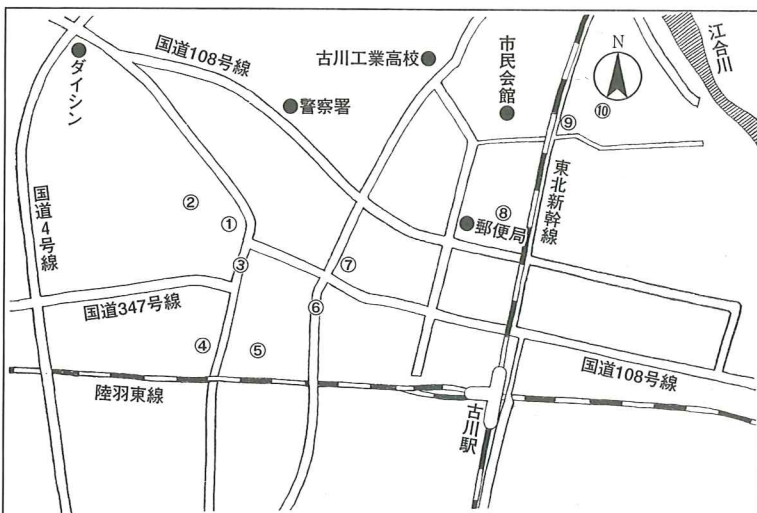 国道108号線
ダイシン
警察署
古川工業高校
市民会館
N
江合川
⑩
⑨
東北新幹線
国道4号線
②
①
③
⑧
郵便局
⑦
国道347号線
⑥
④
⑤
陸羽東線
古川駅
国道108号線